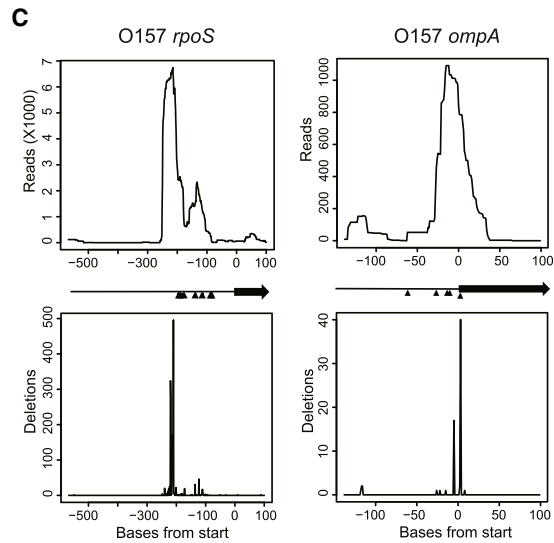 C
O157 rpoS
O157 ompA
Reads (X1000)
7
6
5
4
3
2
1
0
−500 −300 −100 0 100
Reads
1000
800
600
400
200
0
−100 −50 0 50 100
Deletions
500
400
300
200
100
0
−500 −300 −100 0 100
Bases from start
Deletions
40
30
20
10
0
−100 −50 0 50 100
Bases from start